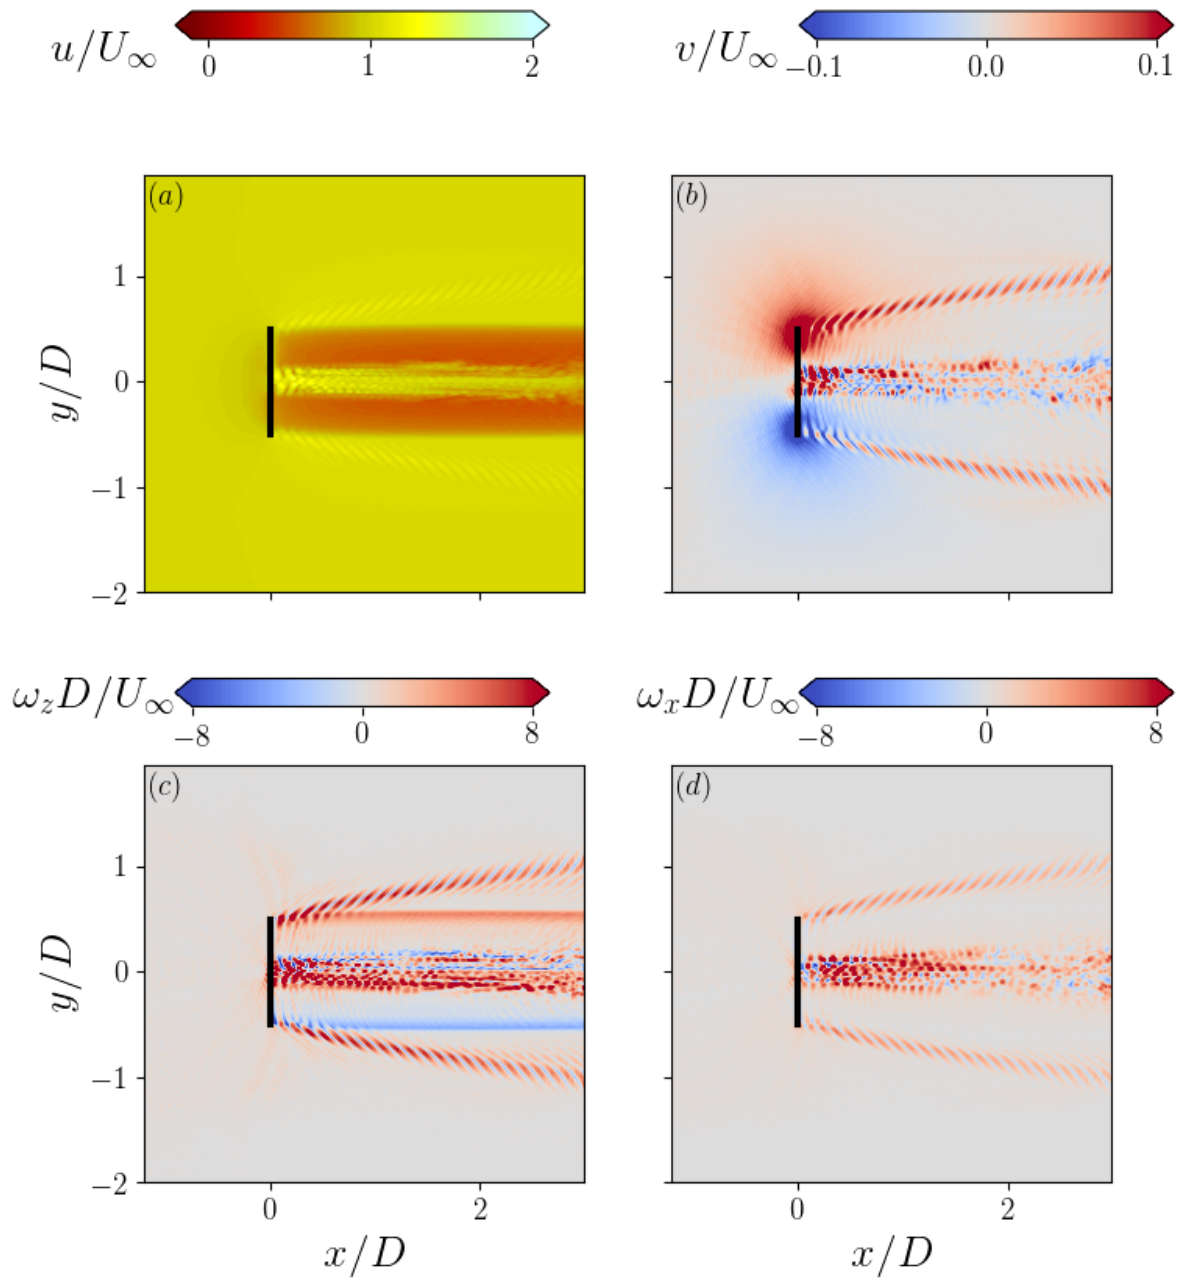 u/U∞
0 1 2
v/U∞
−0.1 0.0 0.1
(a)
(b)
y/D
1
0
−1
−2
ω_zD/U∞
−8 0 8
ω_xD/U∞
−8 0 8
(c)
(d)
y/D
1
0
−1
−2
0 2
0 2
x/D
x/D